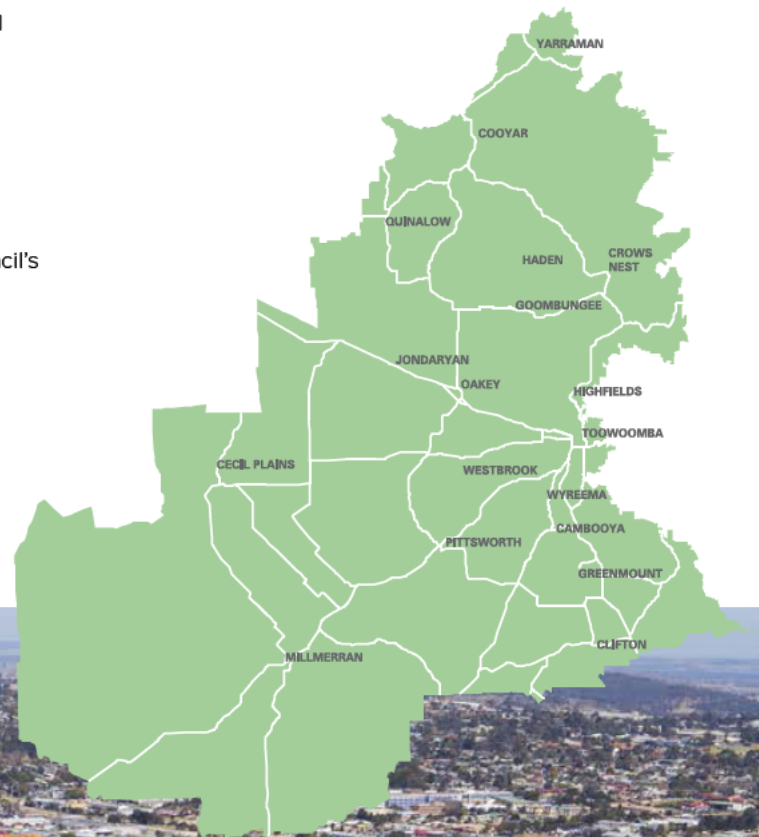 YARRAMAN
COOYAR
QUINALOW
cil's
HADEN
CROWS
NEST
GOOMBUNGEE
JONDARYAN
OAKEY
HIGHFIELDS
TOOWOOMBA
CECIL PLAINS
WESTBROOK
WYREEMA
CAMBOOYA
PITTSWORTH
GREENMOUNT
CLIFTON
MILLMERRAN